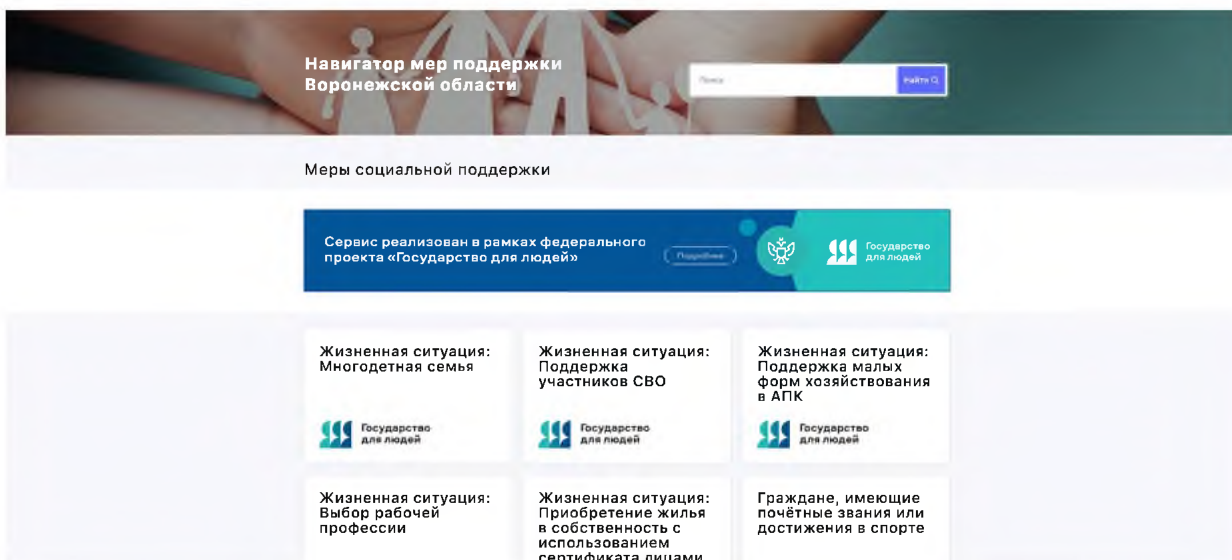 Навигатор мер поддержки
Воронежской области
Поиск
Найти
Меры социальной поддержки
Сервис реализован в рамках федерального
проекта «Государство для людей»
Подробнее
Государство
для людей
Жизненная ситуация:
Многодетная семья
Государство
для людей
Жизненная ситуация:
Поддержка
участников СВО
Государство
для людей
Жизненная ситуация:
Поддержка малых
форм хозяйствования
в АПК
Государство
для людей
Жизненная ситуация:
Выбор рабочей
профессии
Жизненная ситуация:
Приобретение жилья
в собственность с
использованием
сертификата лицами
Граждане, имеющие
почётные звания или
достижения в спорте